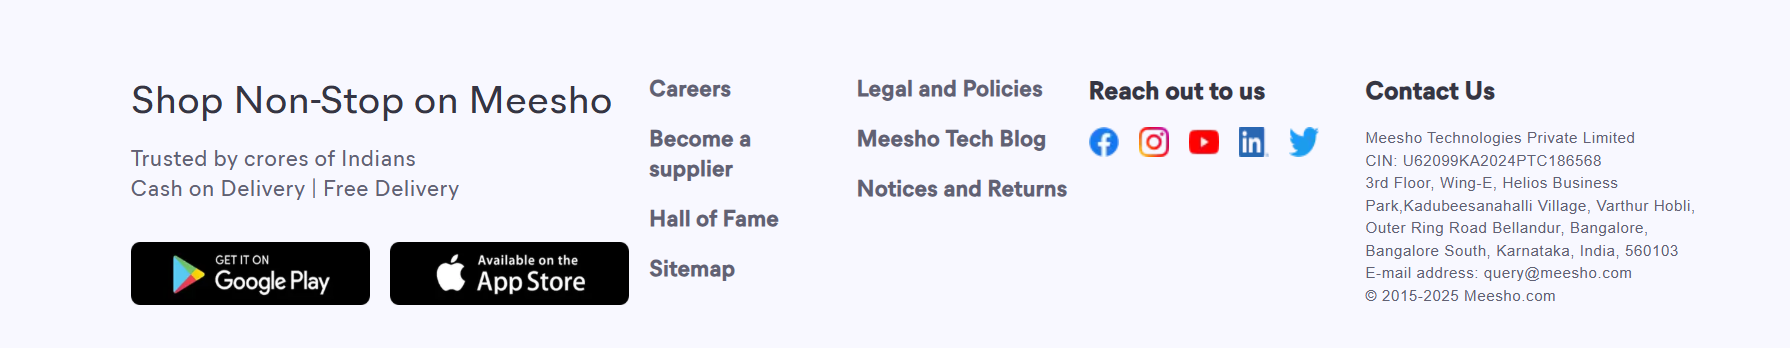 Shop Non-Stop on Meesho
Trusted by crores of Indians
Cash on Delivery | Free Delivery
GET IT ON
Google Play
Available on the
App Store
Careers
Become a
supplier
Hall of Fame
Sitemap
Legal and Policies
Meesho Tech Blog
Notices and Returns
Reach out to us
in
Contact Us
Meesho Technologies Private Limited
CIN: U62099KA2024PTC186568
3rd Floor, Wing-E, Helios Business
Park,Kadubeesanahalli Village, Varthur Hobli,
Outer Ring Road Bellandur, Bangalore,
Bangalore South, Karnataka, India, 560103
E-mail address: query@meesho.com
© 2015-2025 Meesho.com